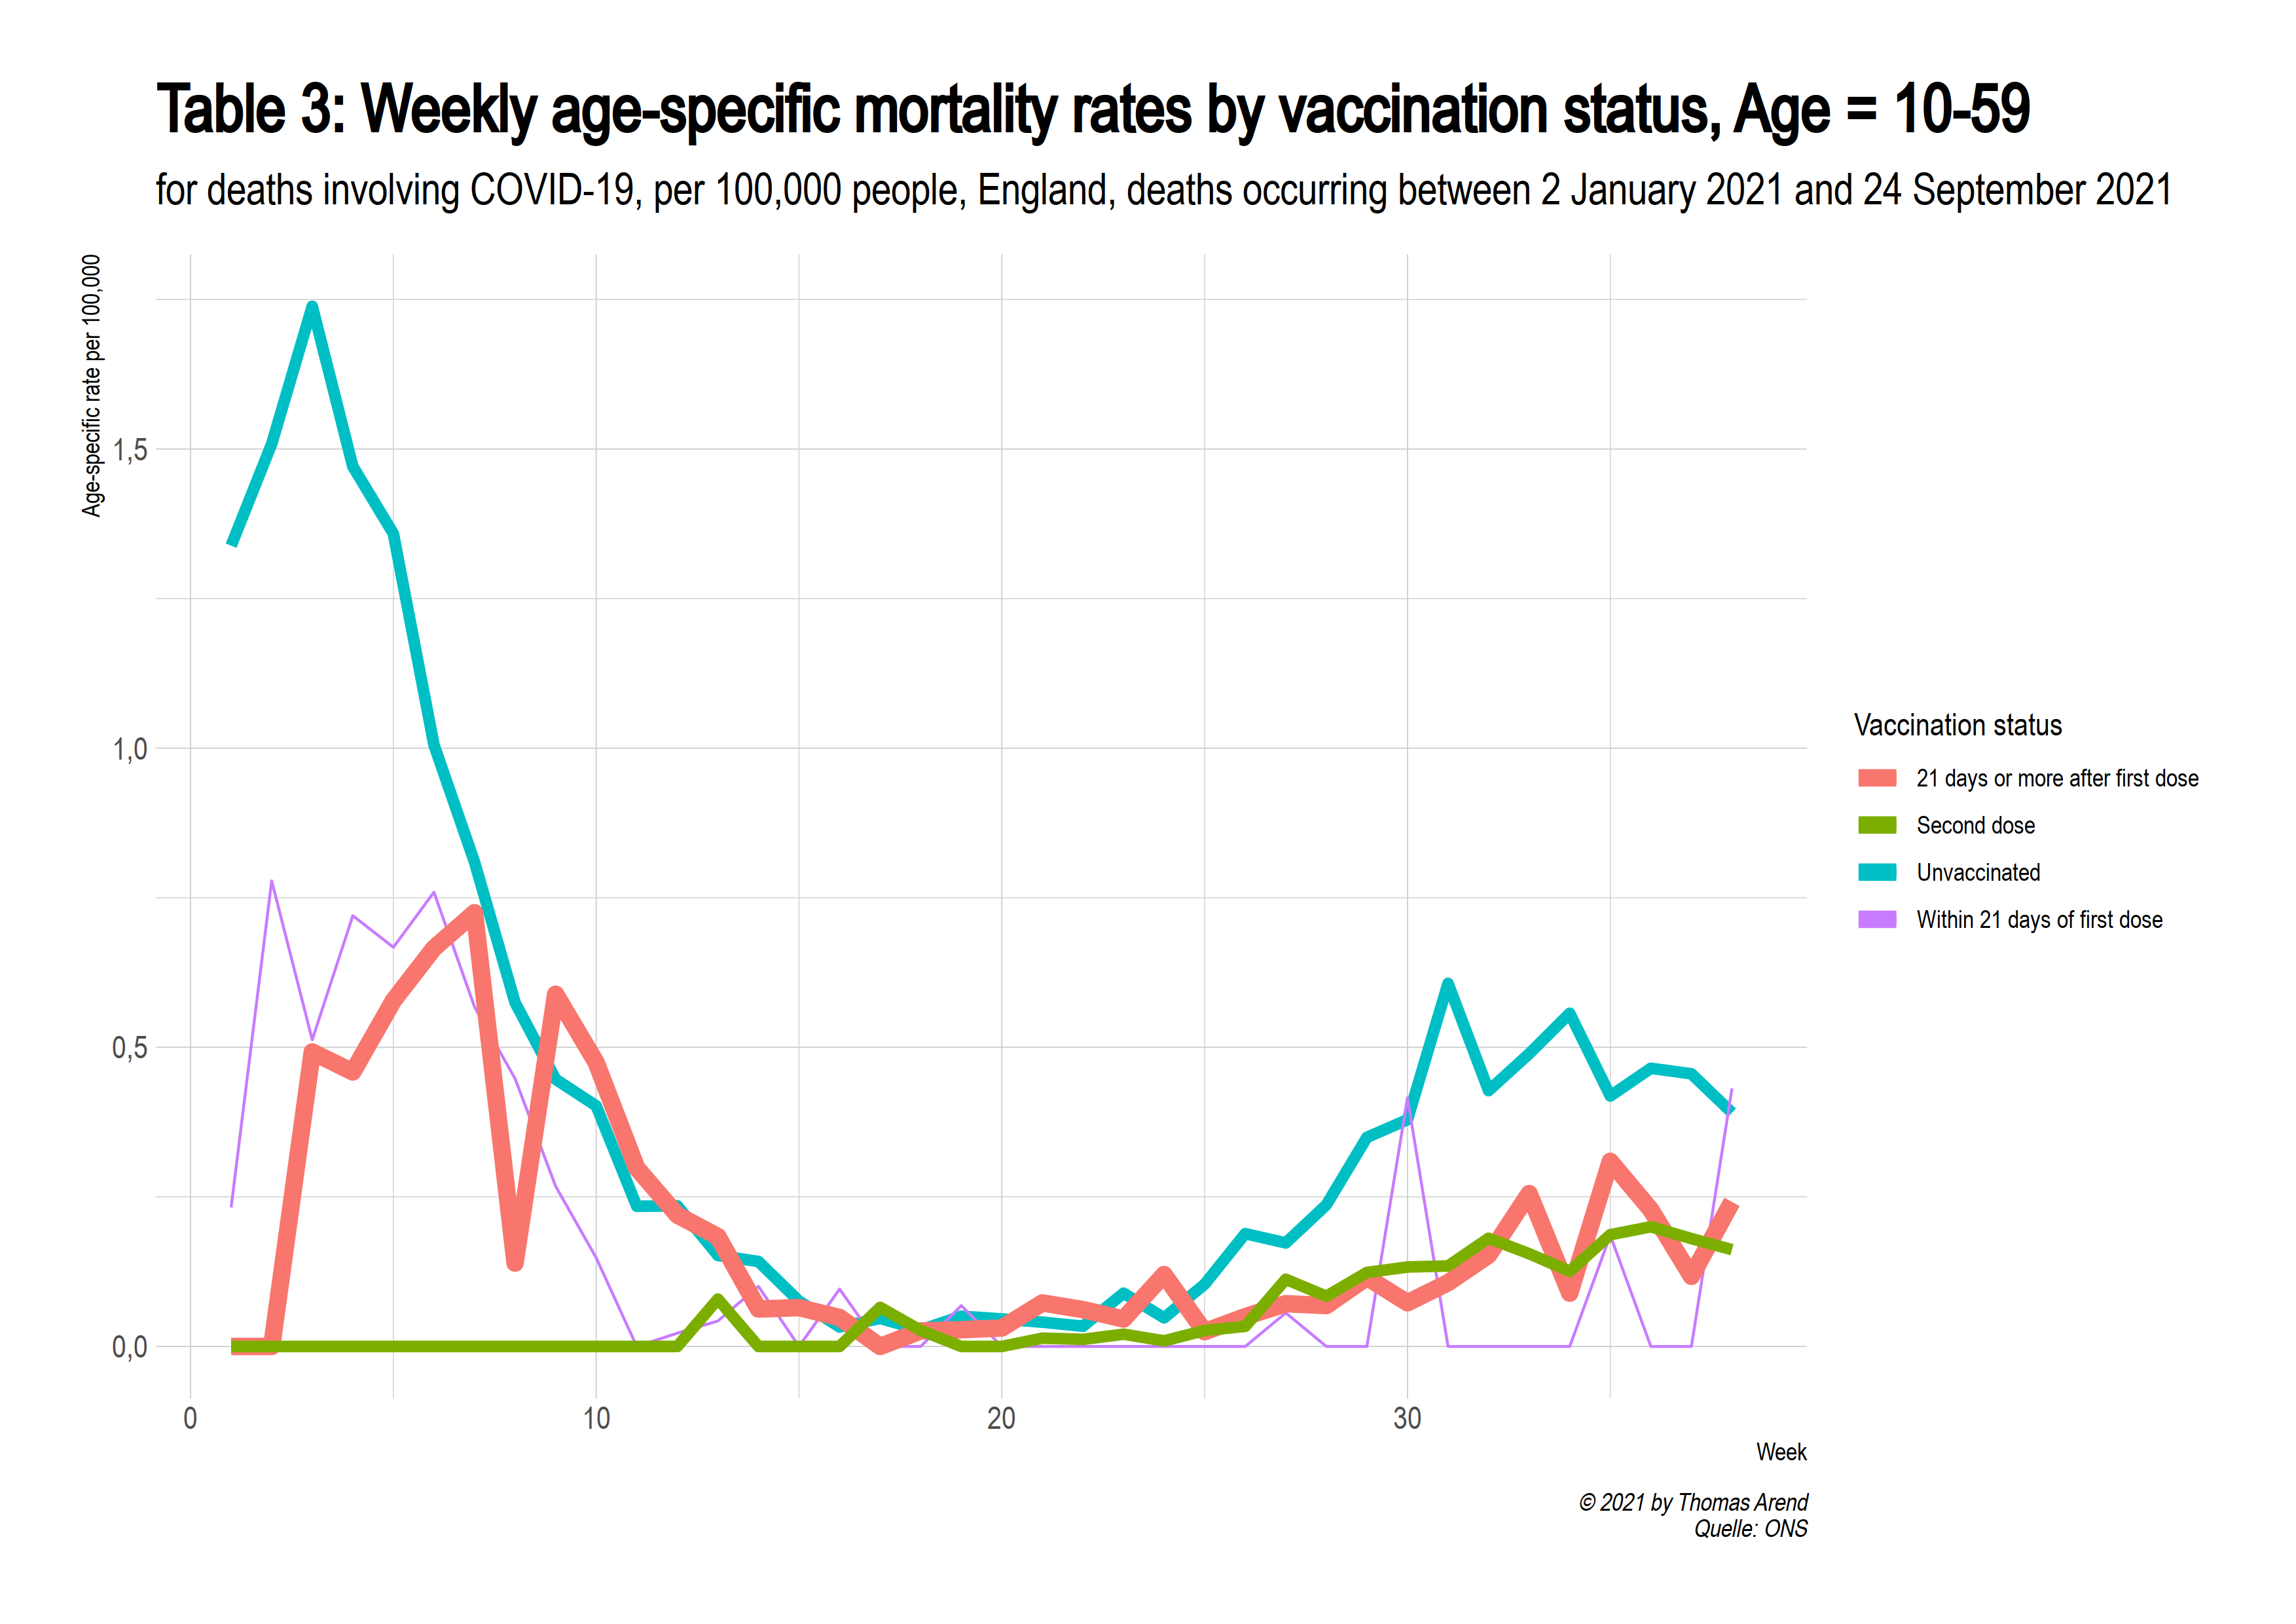 Table 3: Weekly age-specific mortality rates by vaccination status, Age = 10-59
for deaths involving COVID-19, per 100,000 people, England, deaths occurring between 2 January 2021 and 24 September 2021
Age-specific rate per 100,000
1,5
1,0
0,5
0,0
0
10
20
30
Week
Vaccination status
21 days or more after first dose
Second dose
Unvaccinated
Within 21 days of first dose
© 2021 by Thomas Arend
Quelle: ONS